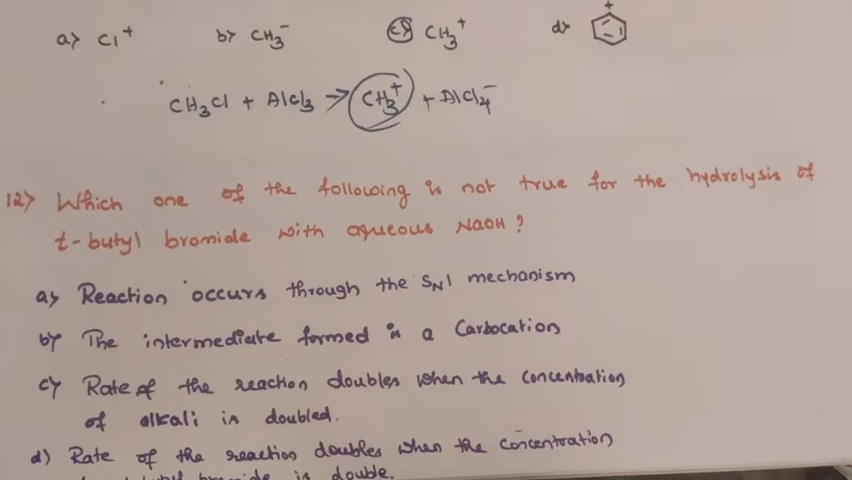 a) Cl⁺ b) CH₃⁻ c) CH₃⁺ d) +
CH₃Cl + AlCl₃ → CH₃⁺ + AlCl₄⁻
12) Which one of the following is not true for the hydrolysis of
t-butyl bromide with aqueous NaOH?
a) Reaction occurs through the SN1 mechanism
b) The intermediate formed is a Carbocation
c) Rate of the reaction doubles when the concentration
of alkali is doubled.
d) Rate of the reaction doubles when the concentration
bromide is double.